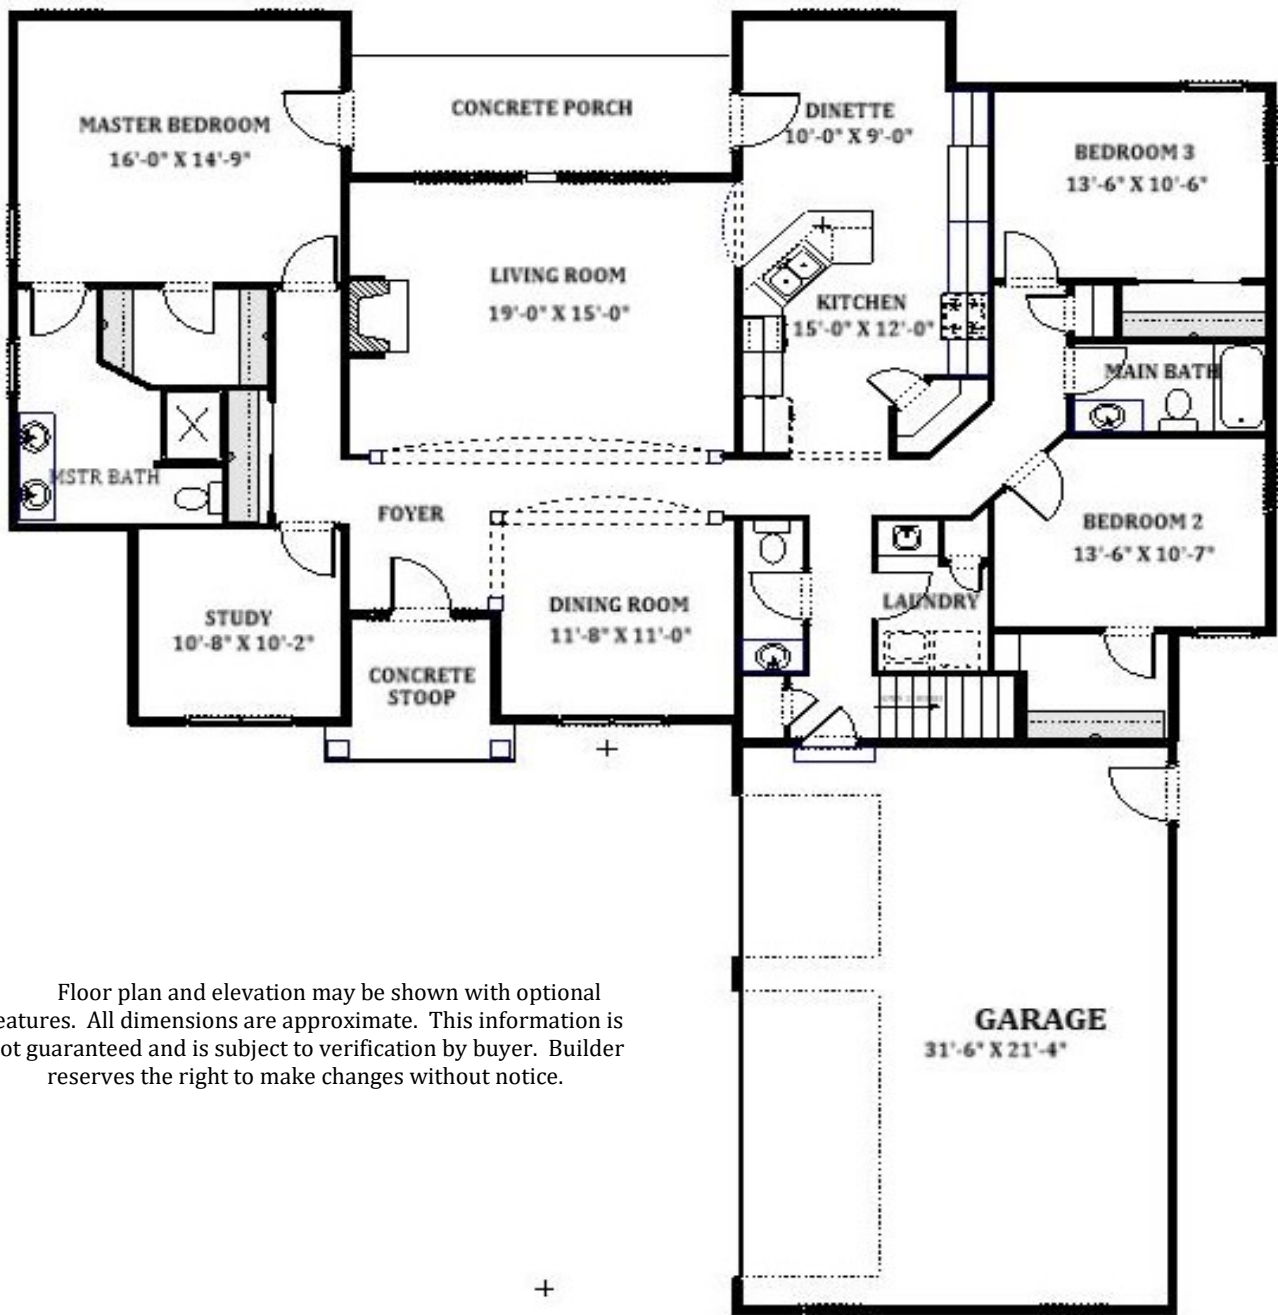 MASTER BEDROOM
16'-0" X 14'-9"
CONCRETE PORCH
DINETTE
10'-0" X 9'-0"
BEDROOM 3
13'-6" X 10'-6"
LIVING ROOM
19'-0" X 15'-0"
KITCHEN
15'-0" X 12'-0"
MAIN BATH
MSTR BATH
FOYER
BEDROOM 2
13'-6" X 10'-7"
STUDY
10'-8" X 10'-2"
DINING ROOM
11'-8" X 11'-0"
LAUNDRY
CONCRETE
STOOP
GARAGE
31'-6" X 21'-4"
Floor plan and elevation may be shown with optional
eatures. All dimensions are approximate. This information is
ot guaranteed and is subject to verification by buyer. Builder
reserves the right to make changes without notice.